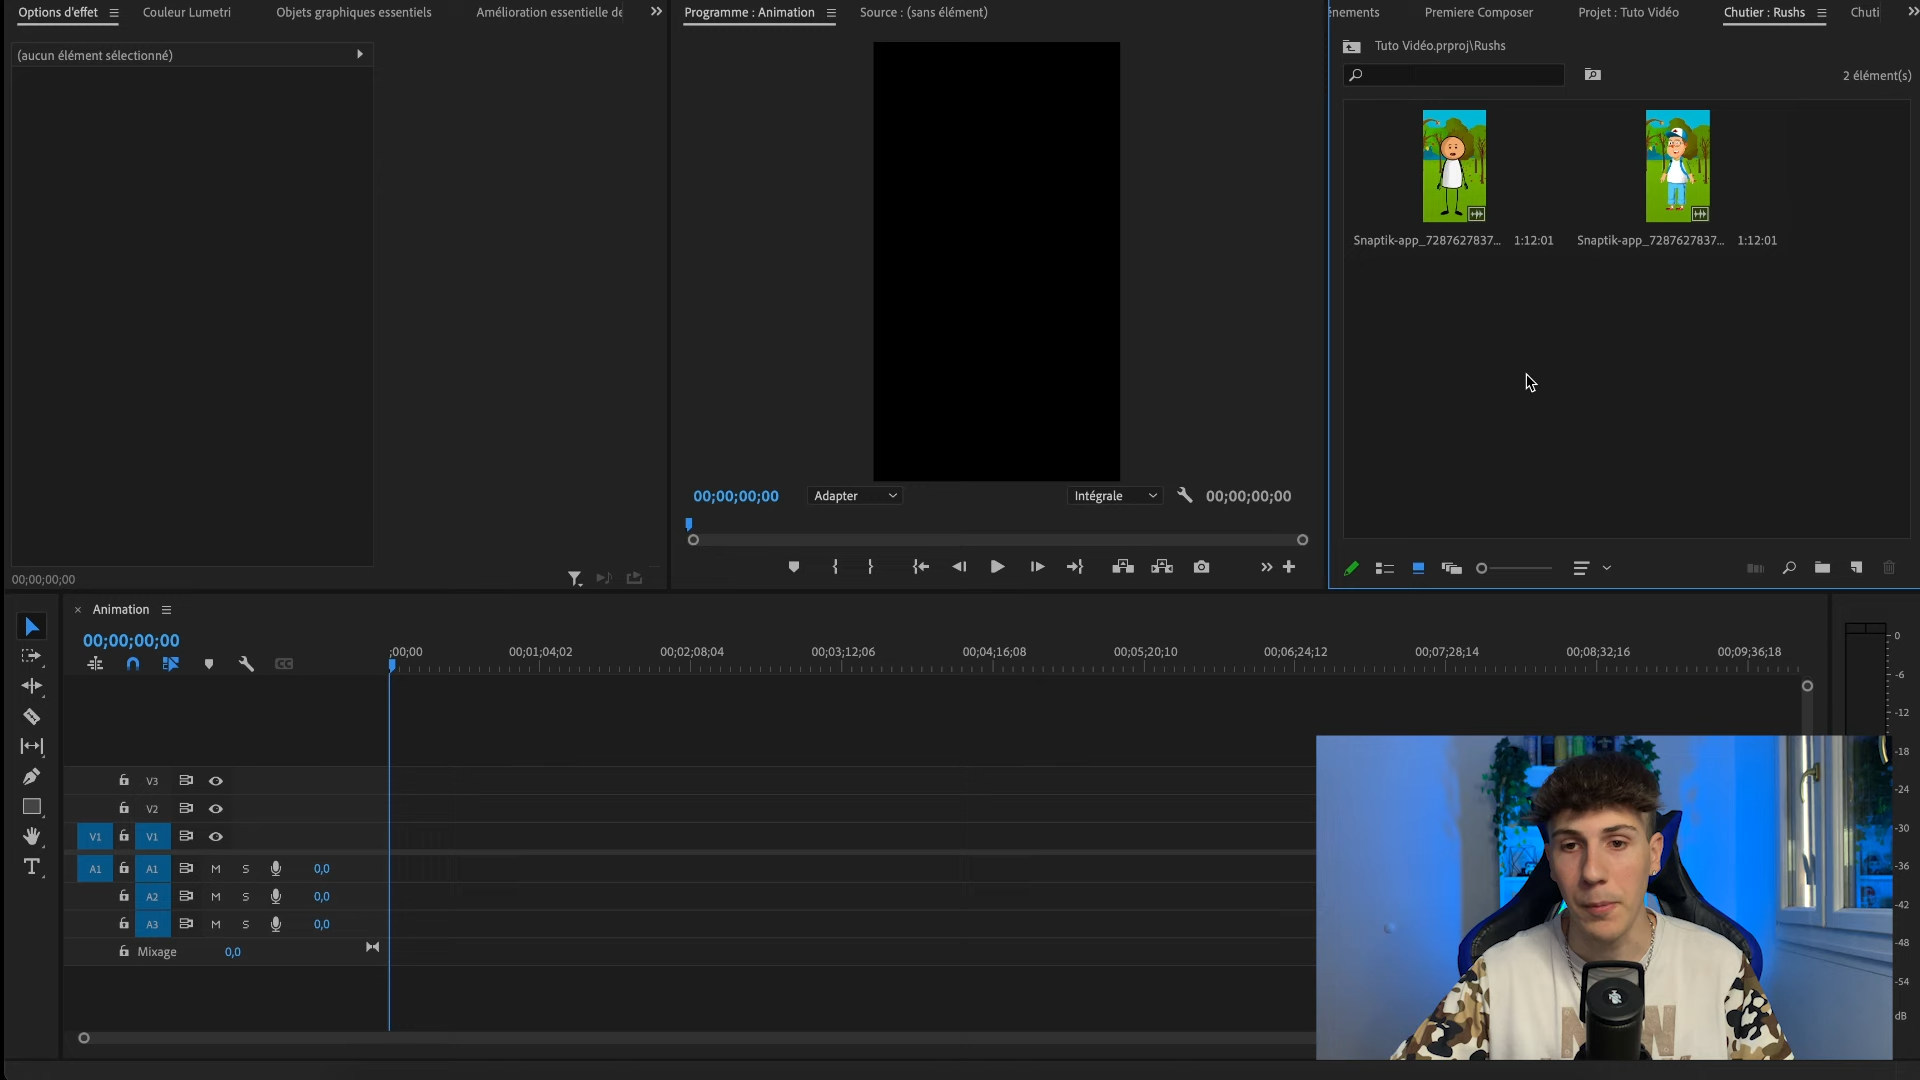 Options d'effet
Couleur Lumetri
Objets graphiques essentiels
Amélioration essentielle de
Programme : Animation
Source : (sans élément)
énements
Premiere Composer
Projet : Tuto Vidéo
Chutier : Rushs
Chuti
(aucun élément sélectionné)
Tuto Vidéo.prproj\Rushs
2 élément(s)
Snaptik-app_7287627837...
1:12:01
Snaptik-app_7287627837...
1:12:01
00;00;00;00
Adapter
Intégrale
00;00;00;00
00;00;00;00
Animation
00;00;00;00
;00;00
00;01;04;02
00;02;08;04
00;03;12;06
00;04;16;08
00;05;20;10
00;06;24;12
00;07;28;14
00;08;32;16
00;09;36;18
V3
V2
V1
V1
A1
A1
M
S
0,0
A2
M
S
0,0
A3
M
S
0,0
Mixage
0,0
0
-6
-12
-18
-24
-30
-36
-42
-48
-54
dB